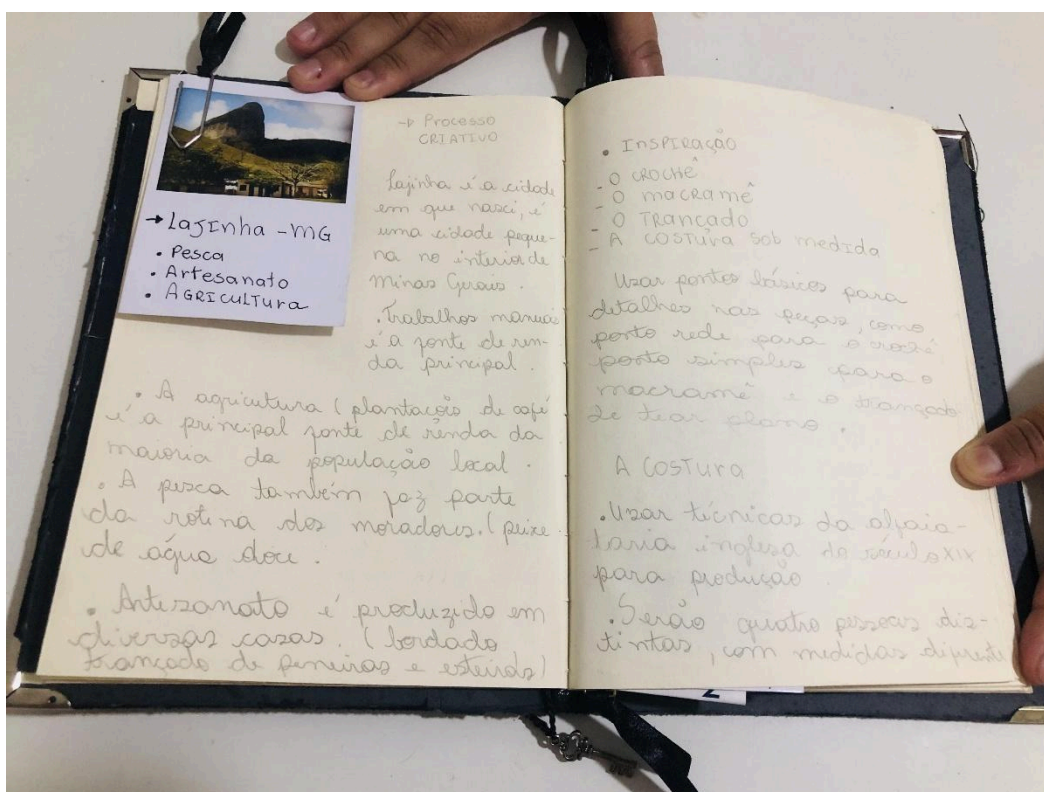 → LAJINHA - MG
• Pesca
• Artesanato
• AGRICULTURA
→ Processo
CRIATIVO
Lajinha é a cidade
em que nasci, é
uma cidade peque-
na no interior de
Minas Gerais.
. Trabalhos manuais
é a fonte de ren-
da principal.
• A agricutura (plantação de café
é a principal fonte de renda da
maioria da população local.
• A pesca também faz parte
da rotina dos moradores. (peixe
de água doce.
• Artezanato é produzido em
diversas casas. (bordado
trançado de peneiras e esteiras)
• INSPIRAÇÃO
- O CROCHÊ
- O macRAmê
- O TRANÇADO
- A COSTURA sob medida
Usar pontos básicos para
detalhes nas peças, como
ponto rede para o crochê
ponto simples para o
macramê e o trançado
de tear plano.
A COSTURA
• Usar técnicas da alfaia-
taria inglesa do século XIX
para produção.
• Serão quatro pessoas dis-
tintas, com medidas diferente
2